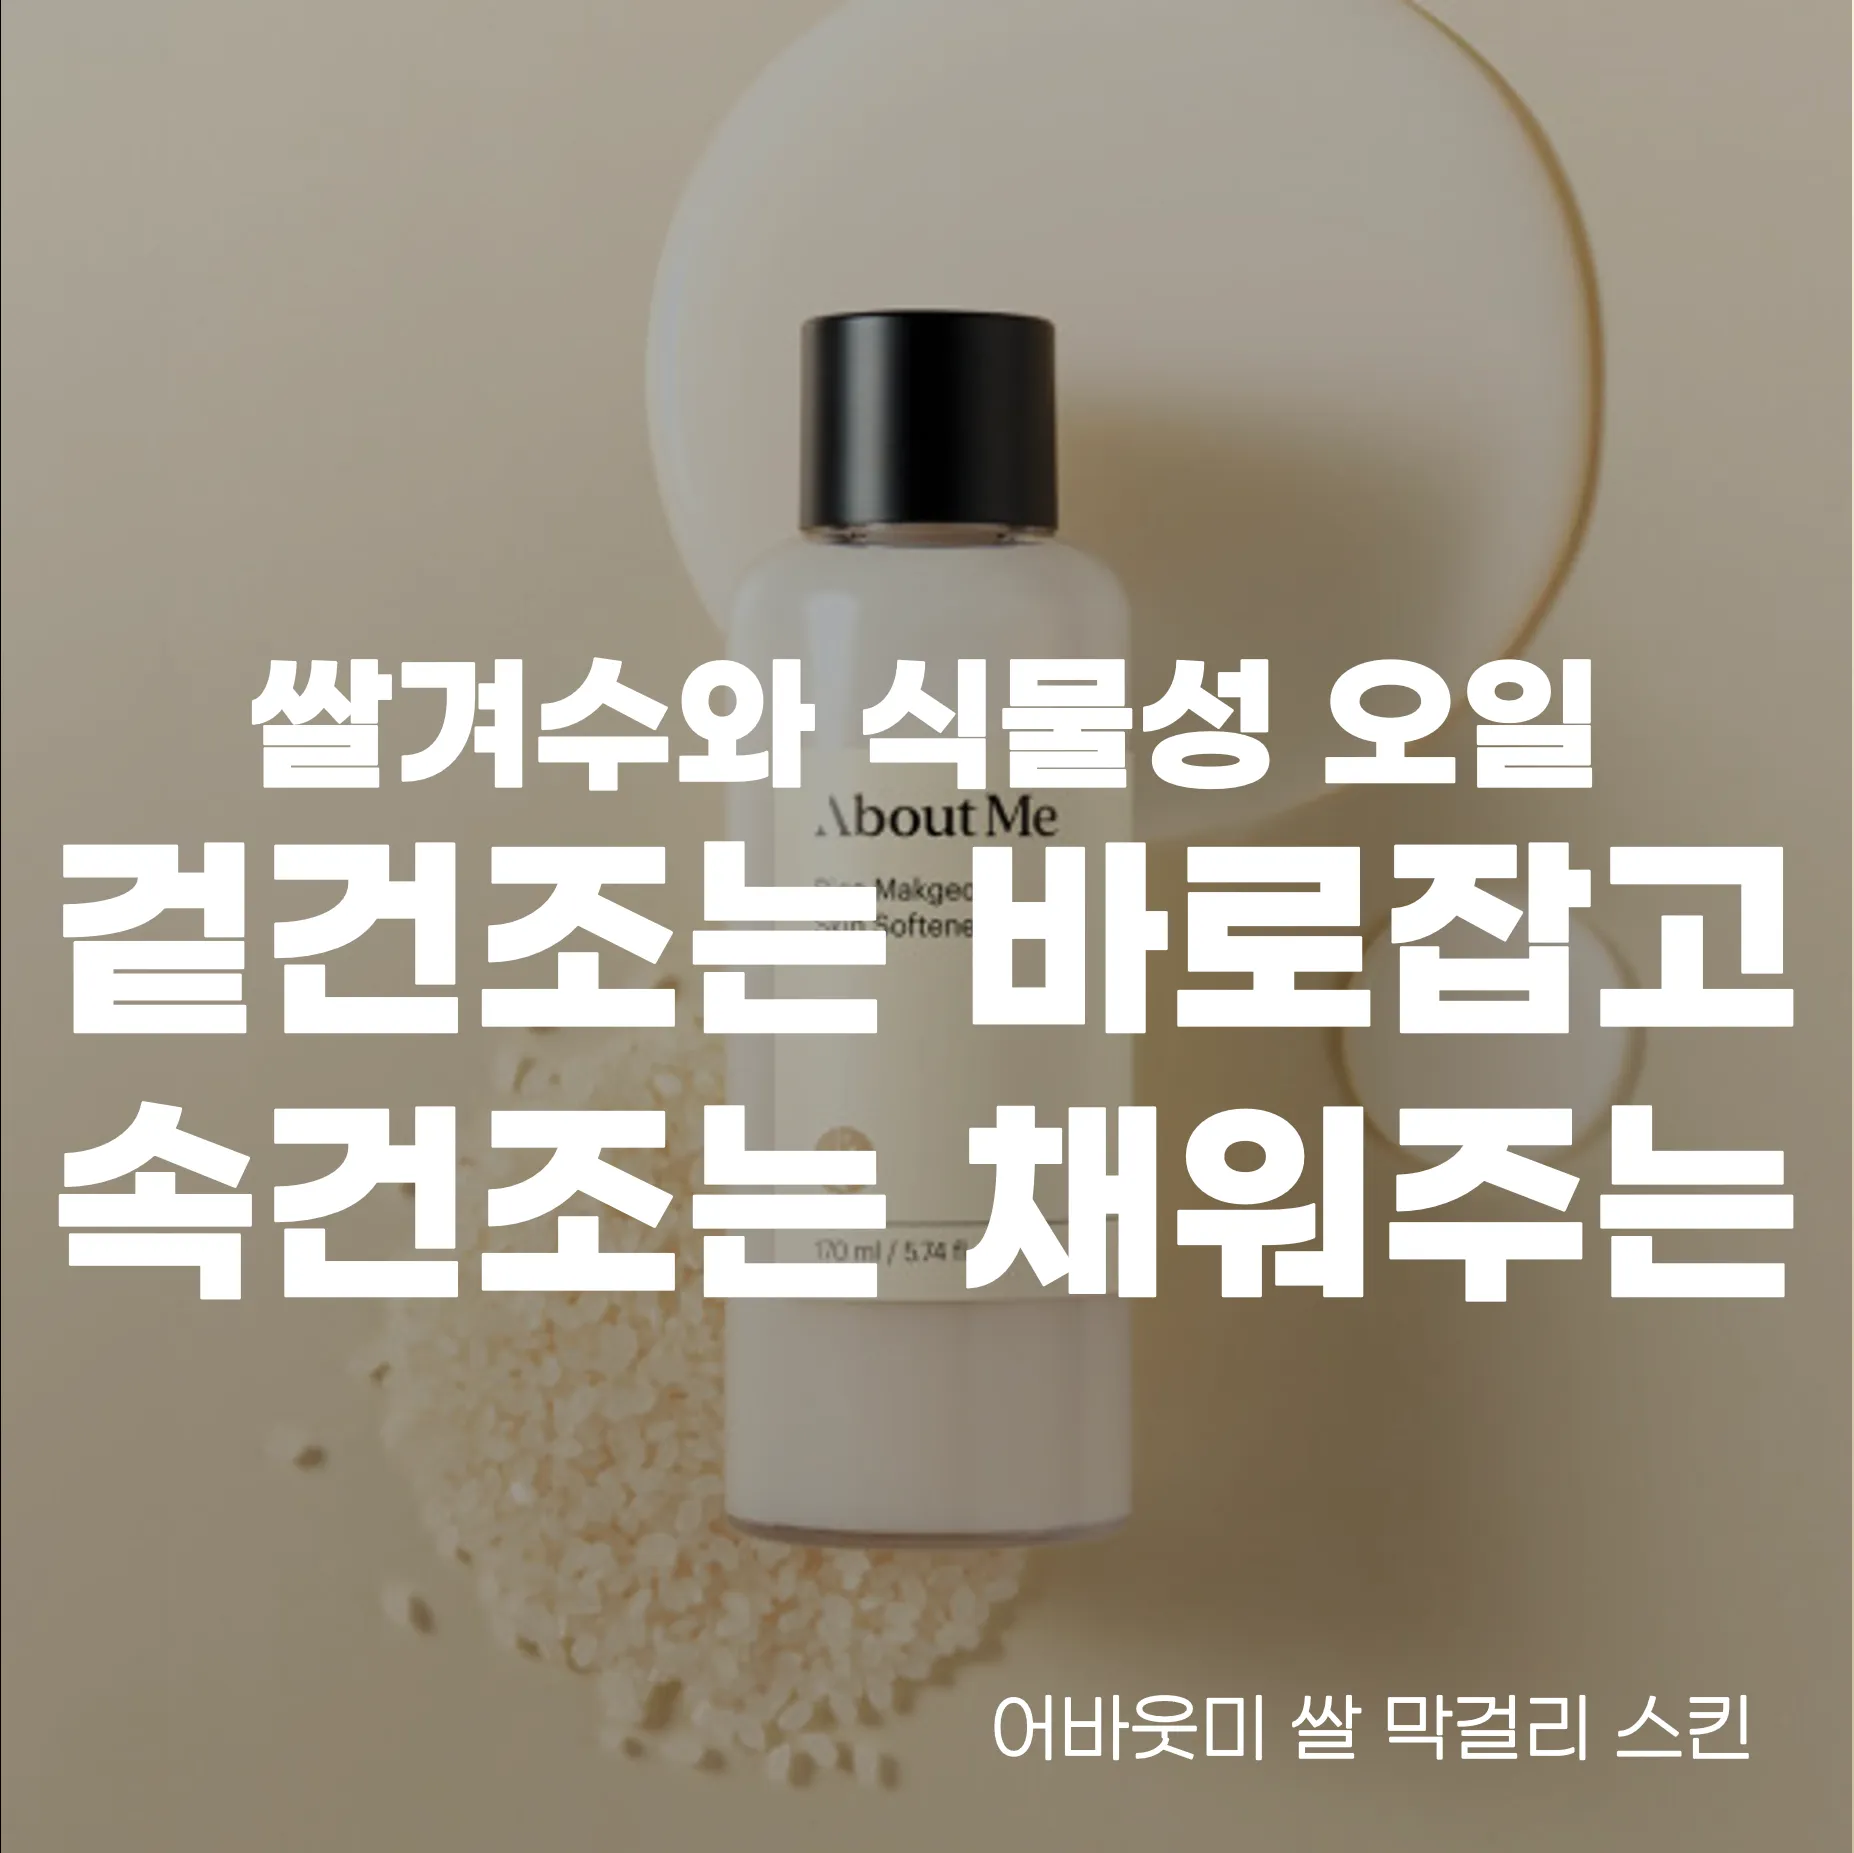 쌀겨수와 식물성 오일
About Me
겉건조는 바로잡고
속건조는 채워주는
170 ml / 5.74 fl
어바웃미 쌀 막걸리 스킨